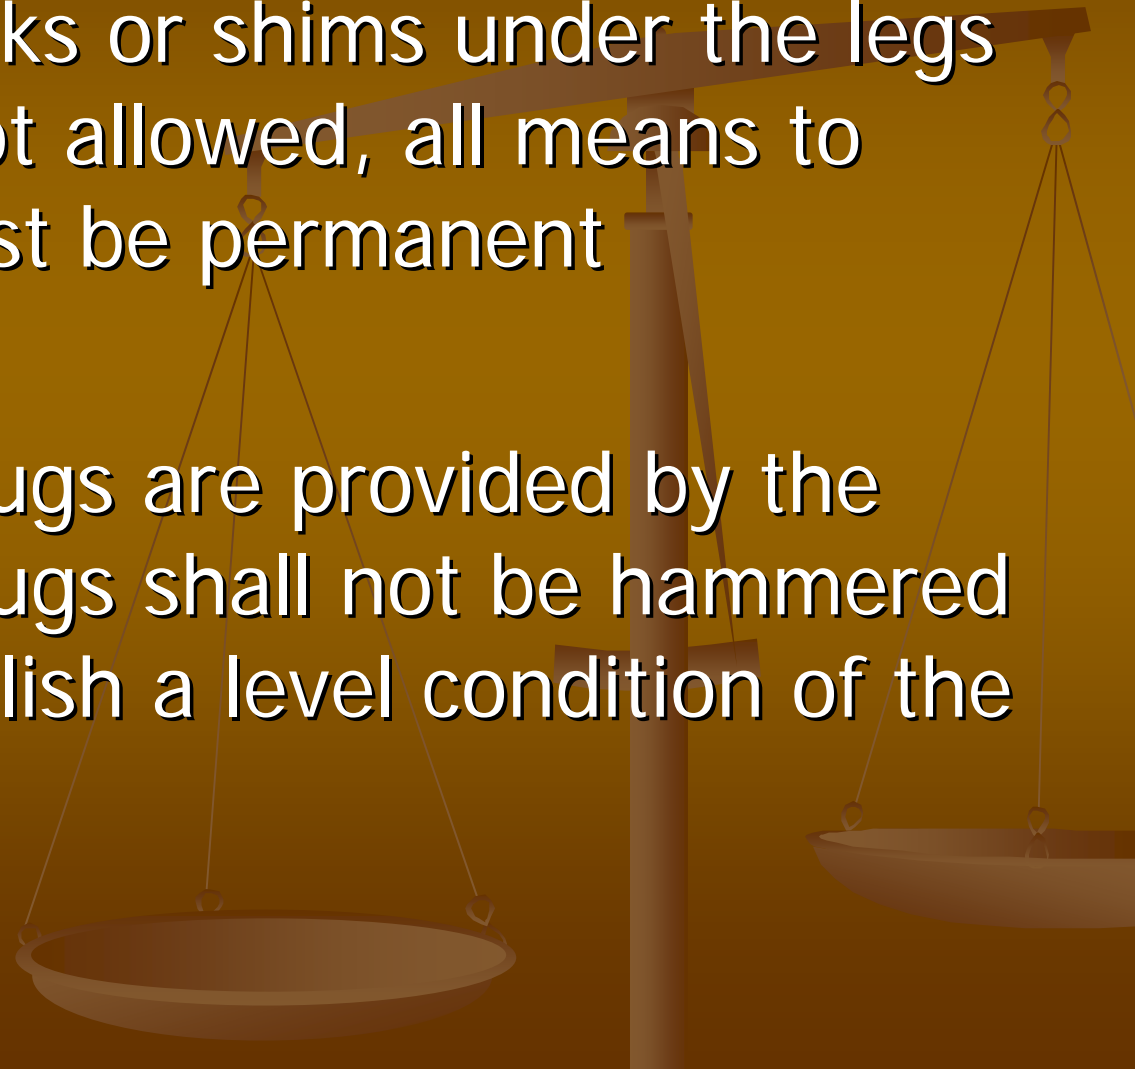 ks or shims under the legs
ot allowed, all means to
st be permanent
ugs are provided by the
ugs shall not be hammered
lish a level condition of the